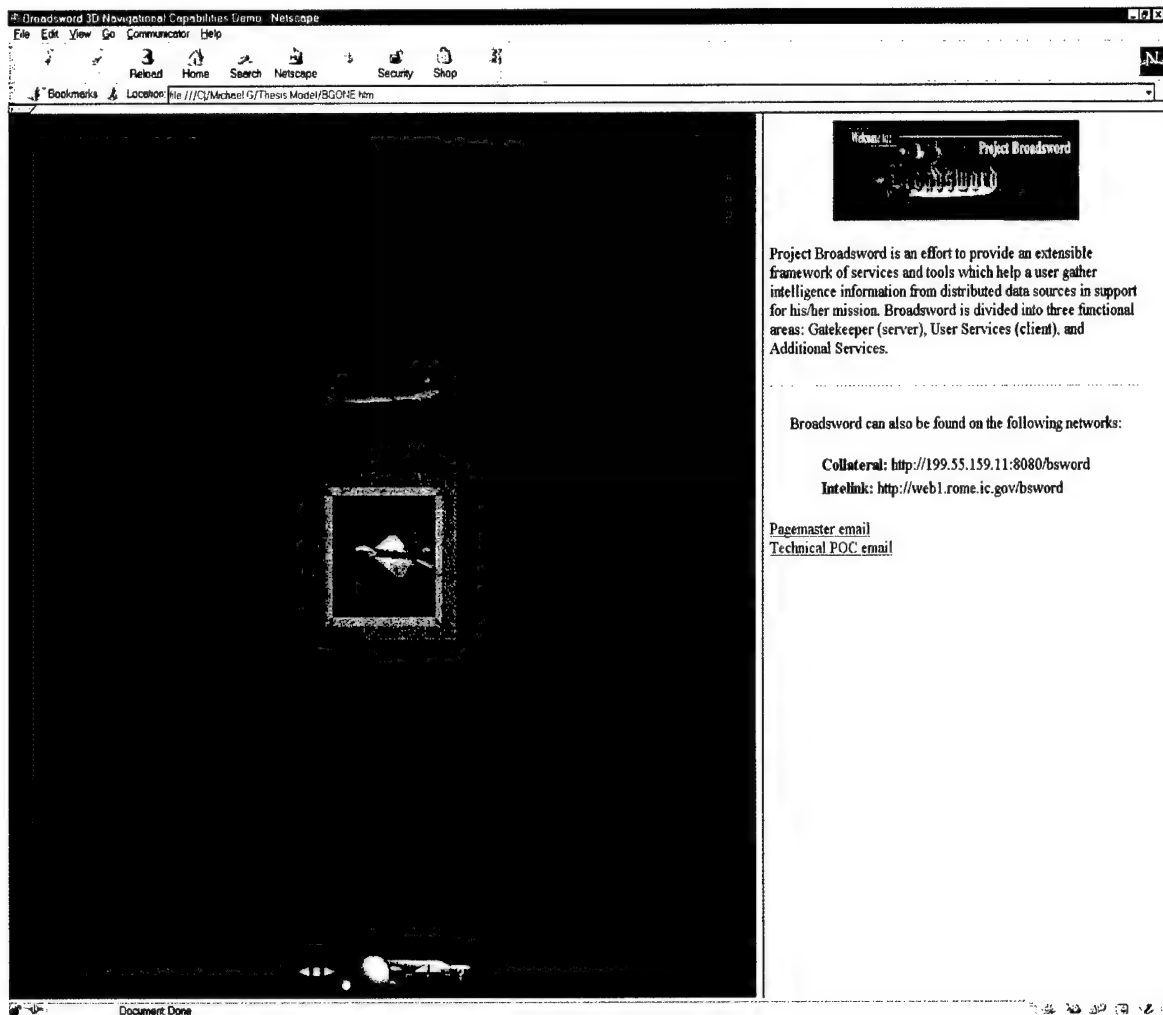 Broadsword 3D Navigational Capabilities Demo Netscape
File Edit View Go Communicator Help
Reload Home Search Netscape Security Shop
Bookmarks Location: file:///C|/Michael G/Thesis Model/BGONE.htm
Welcome to:
Project Broadsword
Broadsword
Project Broadsword is an effort to provide an extensible
framework of services and tools which help a user gather
intelligence information from distributed data sources in support
for his/her mission. Broadsword is divided into three functional
areas: Gatekeeper (server), User Services (client), and
Additional Services.
Broadsword can also be found on the following networks:
Collateral: http://199.55.159.11:8080/bsword
Intelink: http://web1.rome.ic.gov/bsword
Pagemaster email
Technical POC email
Document Done